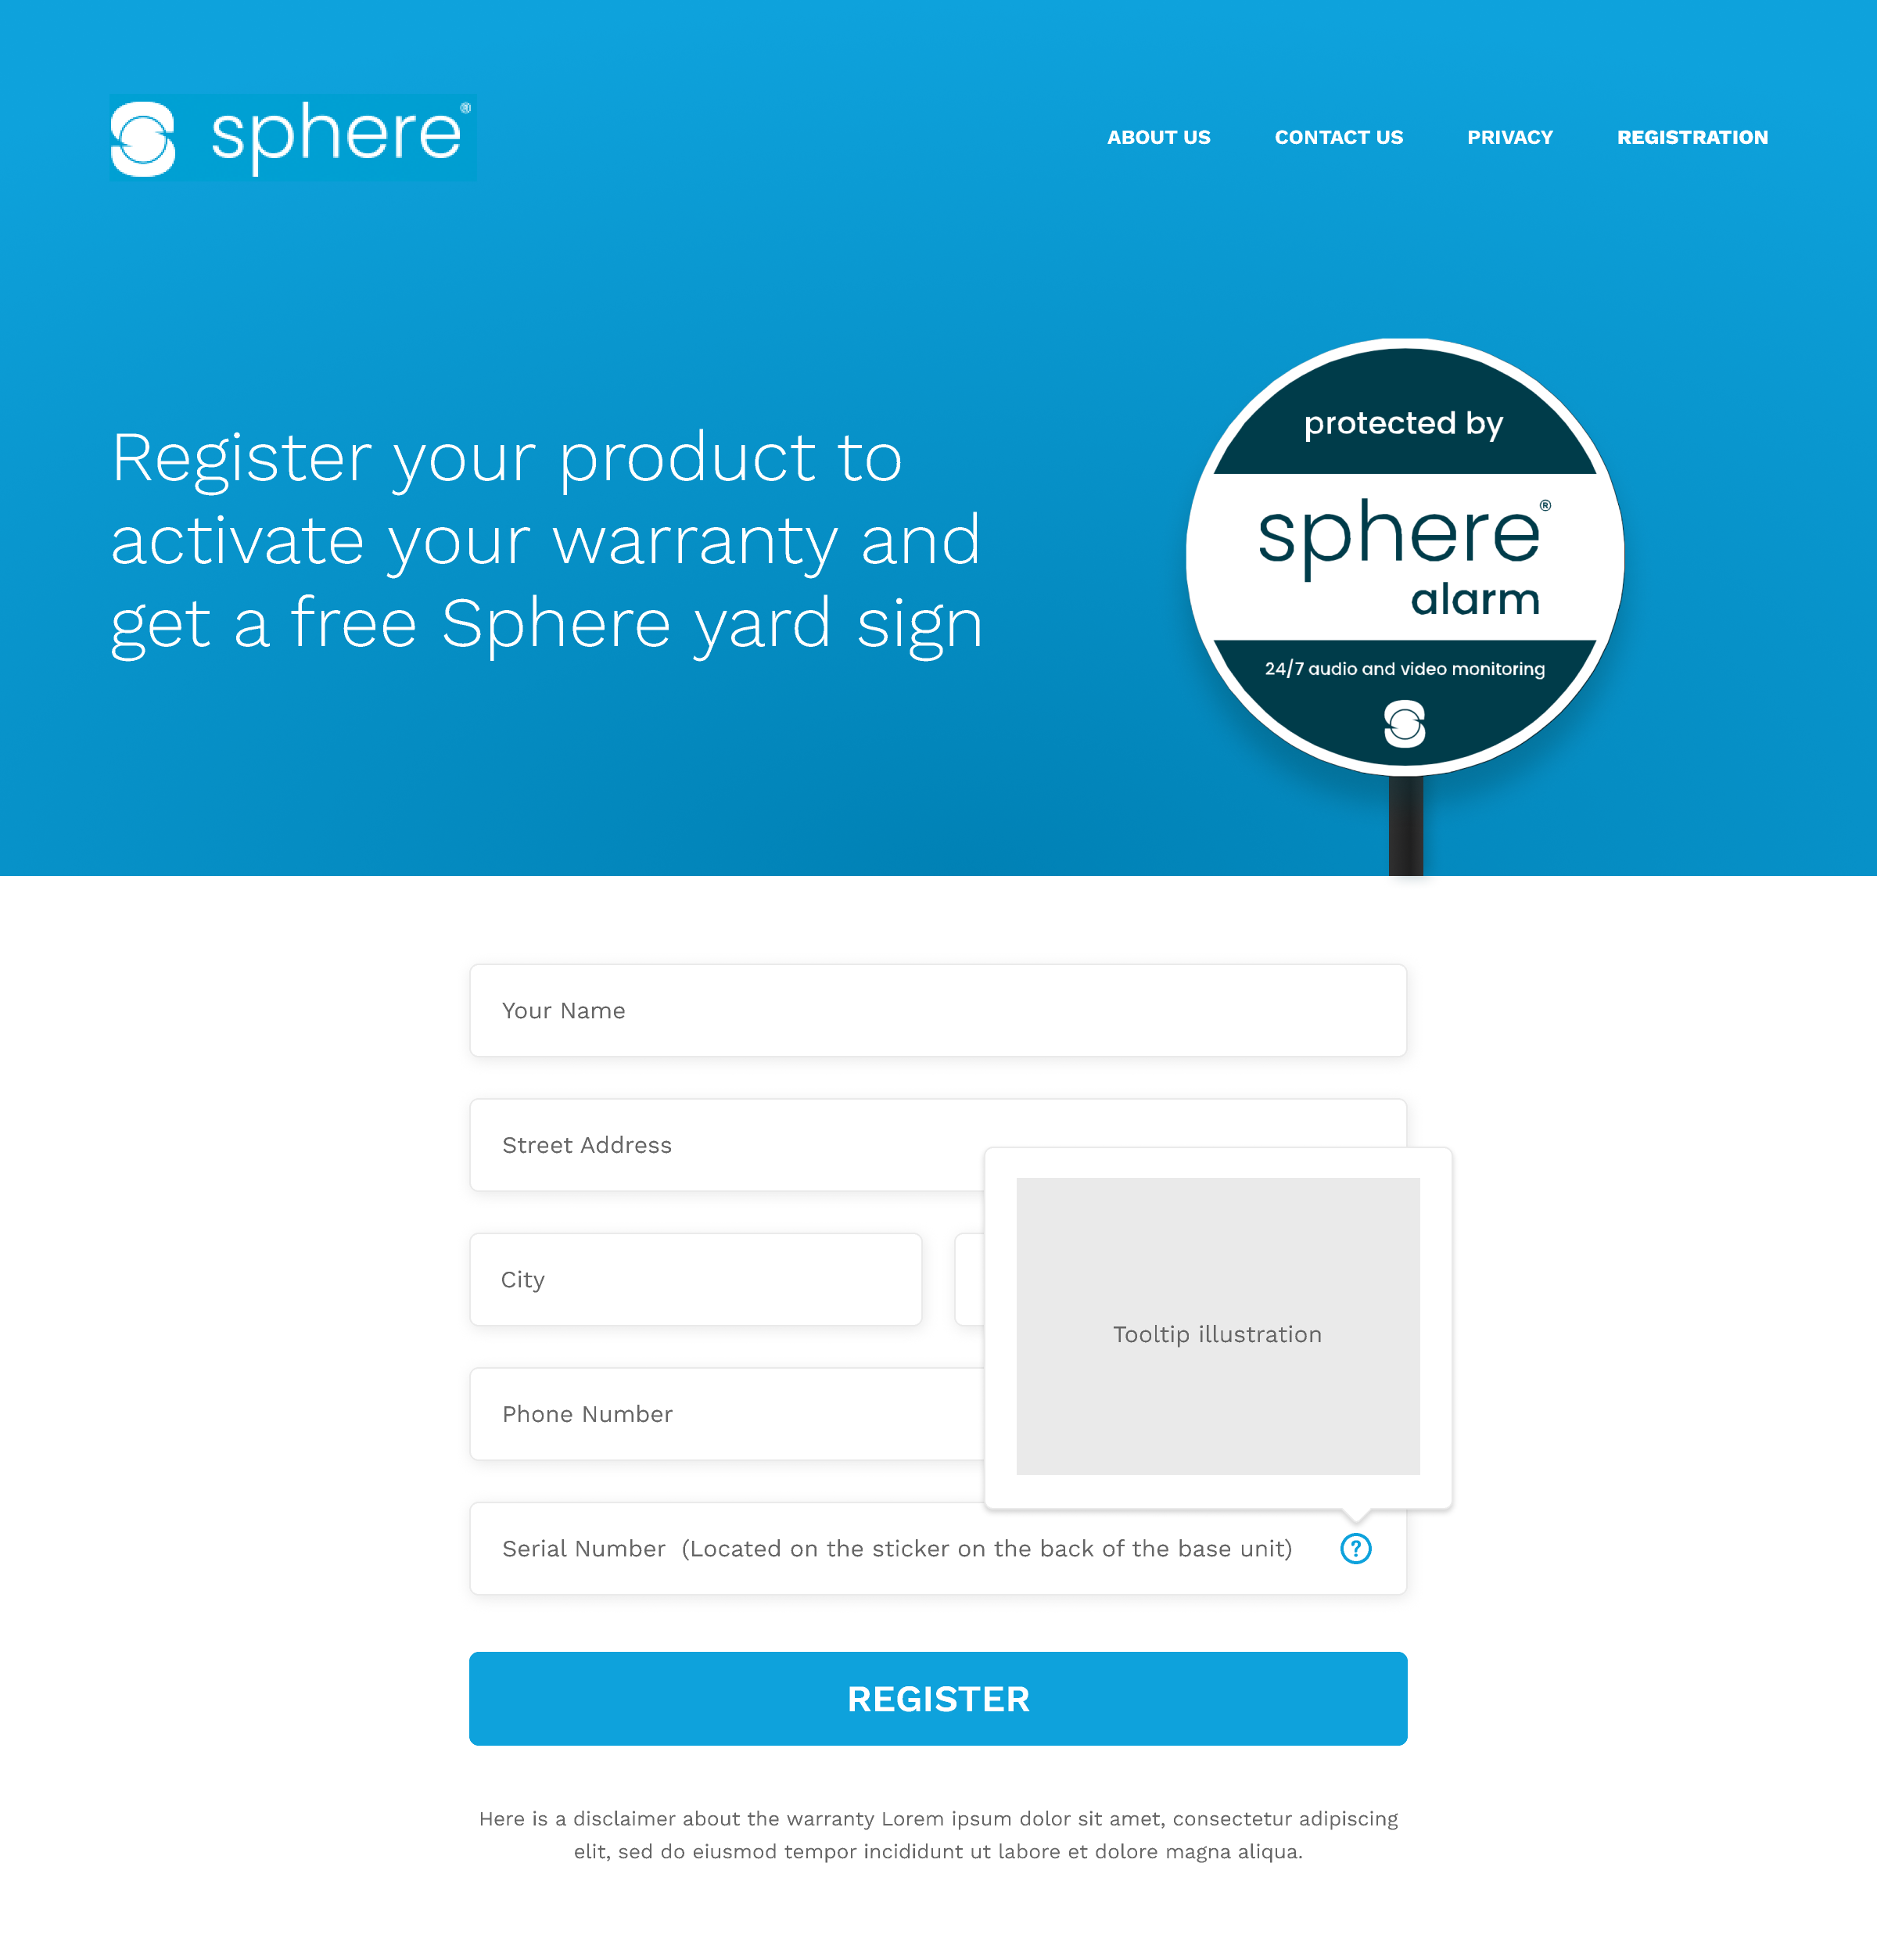 sphere®
ABOUT US CONTACT US PRIVACY REGISTRATION
Register your product to
activate your warranty and
get a free Sphere yard sign
protected by
sphere®
alarm
24/7 audio and video monitoring
Your Name
Street Address
City
Tooltip illustration
Phone Number
Serial Number (Located on the sticker on the back of the base unit) ?
REGISTER
Here is a disclaimer about the warranty Lorem ipsum dolor sit amet, consectetur adipiscing
elit, sed do eiusmod tempor incididunt ut labore et dolore magna aliqua.